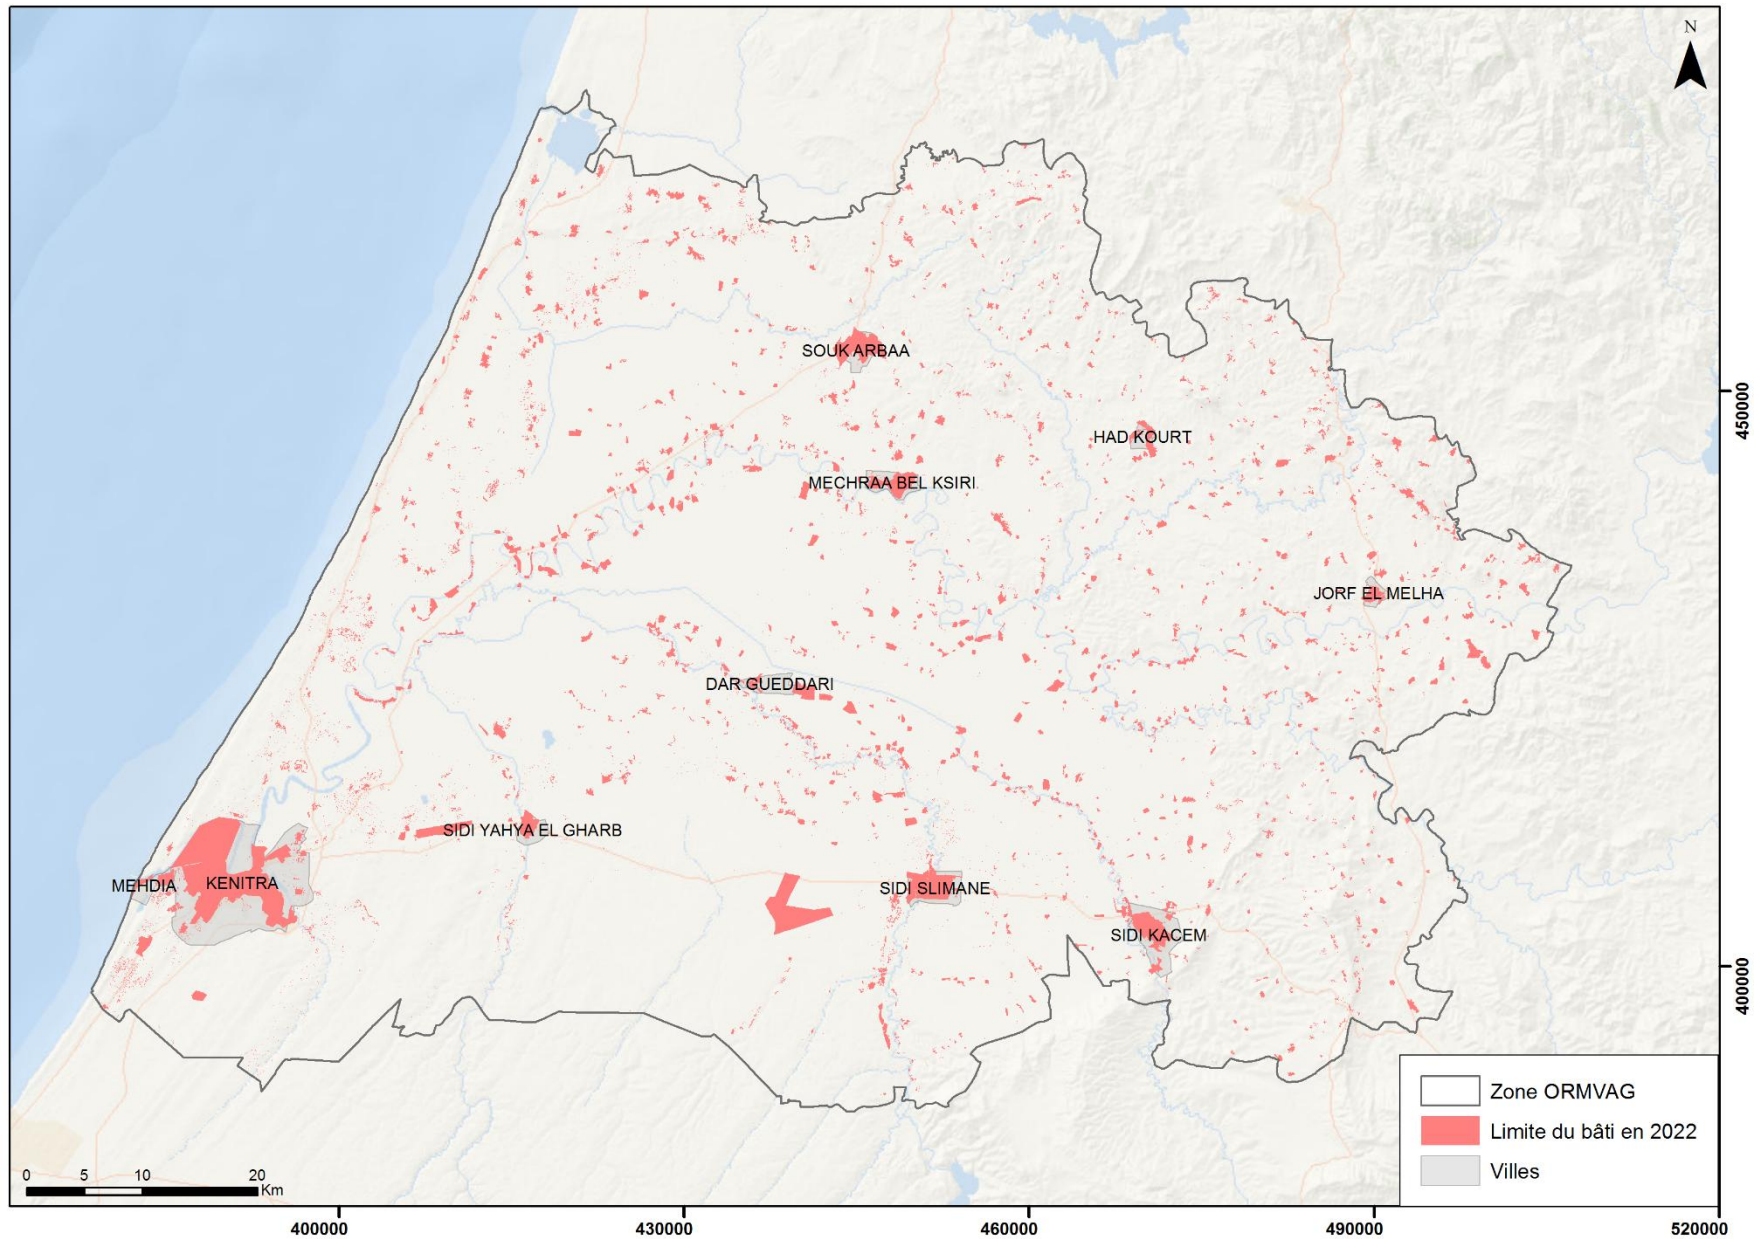 N
SOUK ARBAA
HAD KOURT
MECHRAA BEL KSIRI
JORF EL MELHA
DAR GUEDDARI
SIDI YAHYA EL GHARB
MEHDIA
KENITRA
SIDI SLIMANE
SIDI KACEM
450000
400000
Zone ORMVAG
Limite du bâti en 2022
Villes
0 5 10 20
Km
400000 430000 460000 490000 520000